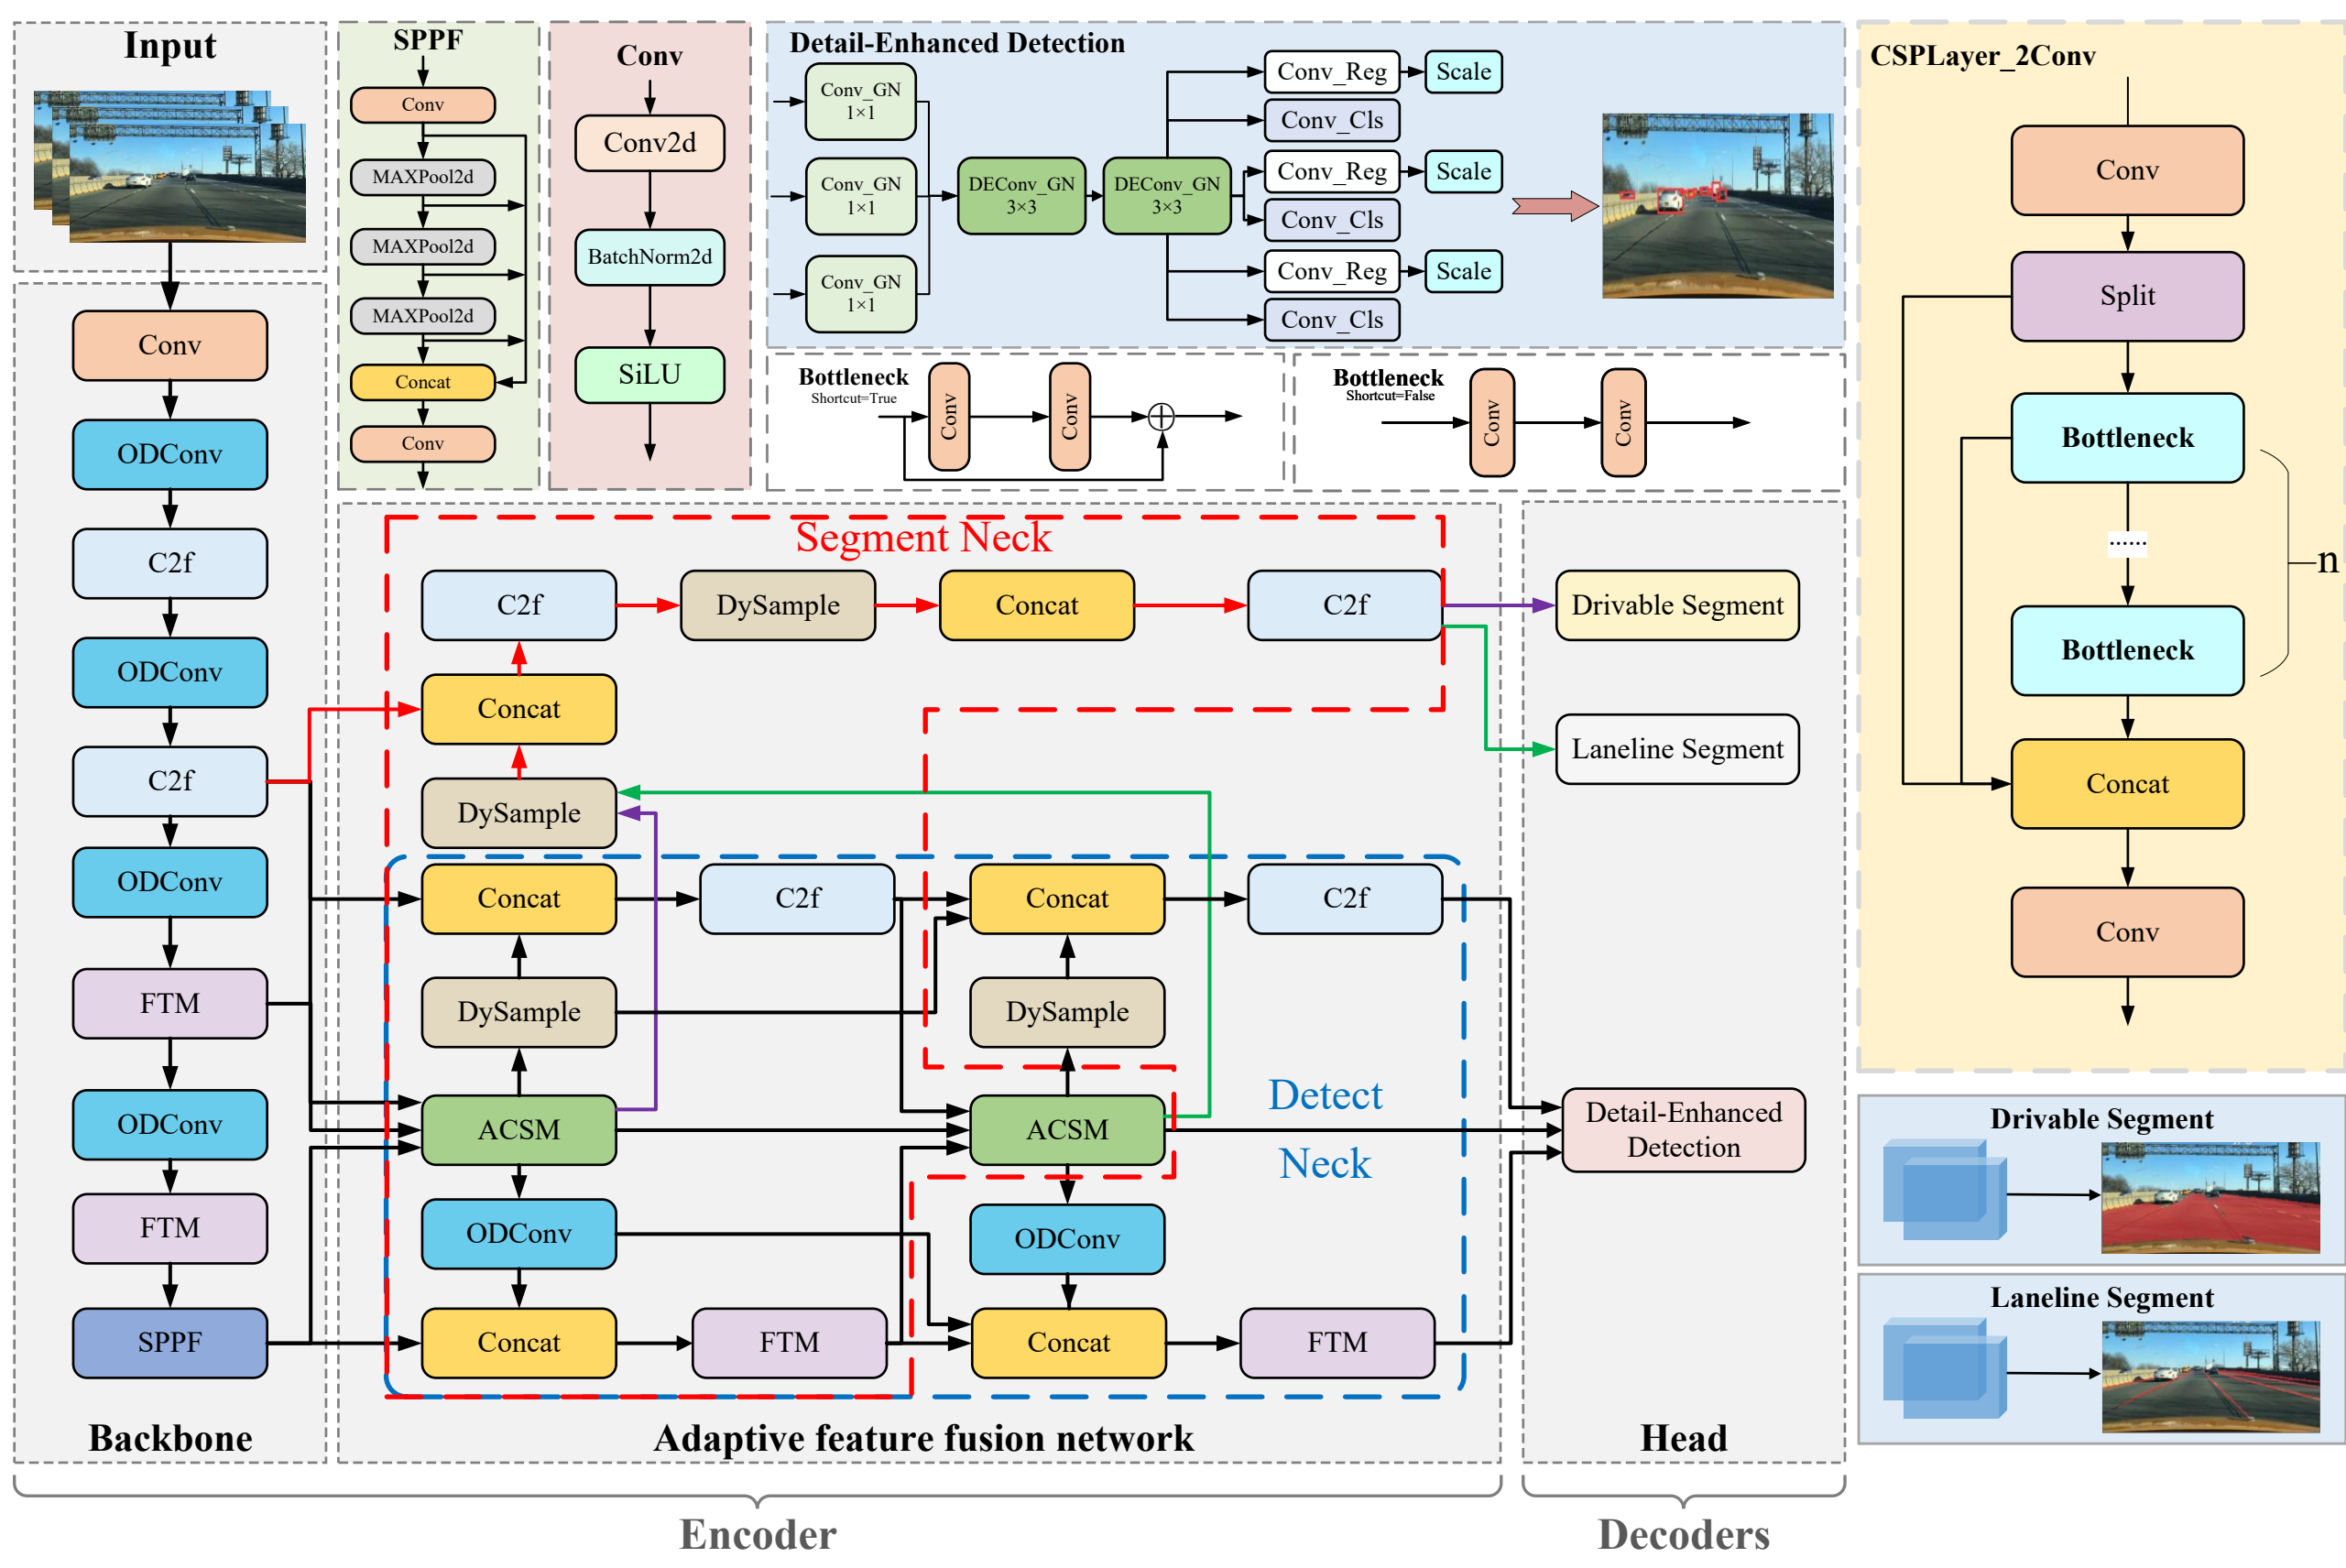 Input
Conv
ODConv
C2f
ODConv
C2f
ODConv
FTM
ODConv
FTM
SPPF
Backbone
SPPF
Conv
MAXPool2d
MAXPool2d
MAXPool2d
Concat
Conv
Conv
Conv2d
BatchNorm2d
SiLU
Detail-Enhanced Detection
Conv_GN
1×1
Conv_GN
1×1
Conv_GN
1×1
DEConv_GN
3×3
DEConv_GN
3×3
Conv_Reg
Scale
Conv_Cls
Conv_Reg
Scale
Conv_Cls
Conv_Reg
Scale
Conv_Cls
Bottleneck
Shortcut=True
Conv
Conv
Bottleneck
Shortcut=False
Conv
Conv
Segment Neck
C2f
DySample
Concat
C2f
Concat
DySample
Concat
C2f
Concat
C2f
DySample
DySample
ACSM
ACSM
Detect
Neck
ODConv
ODConv
Concat
FTM
Concat
FTM
Adaptive feature fusion network
Drivable Segment
Laneline Segment
Detail-Enhanced
Detection
Head
CSPLayer_2Conv
Conv
Split
Bottleneck
......
n
Bottleneck
Concat
Conv
Drivable Segment
Laneline Segment
Encoder
Decoders